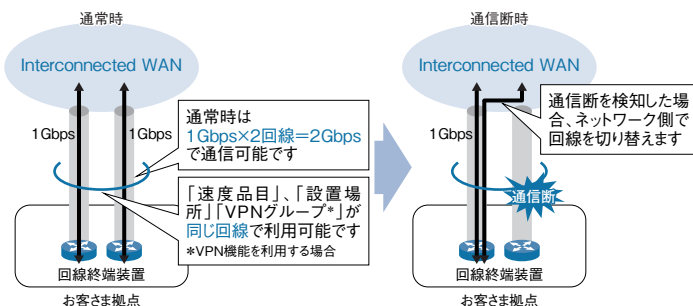 通常時
Interconnected WAN
1Gbps
1Gbps
通常時は
1Gbps×2回線＝2Gbps
で通信可能です
「速度品目」、「設置場
所」「VPNグループ*」が
同じ回線で利用可能です
*VPN機能を利用する場合
回線終端装置
お客さま拠点
通信断時
Interconnected WAN
1Gbps
通信断を検知した場
合、ネットワーク側で
回線を切り替えます
通信断
回線終端装置
お客さま拠点